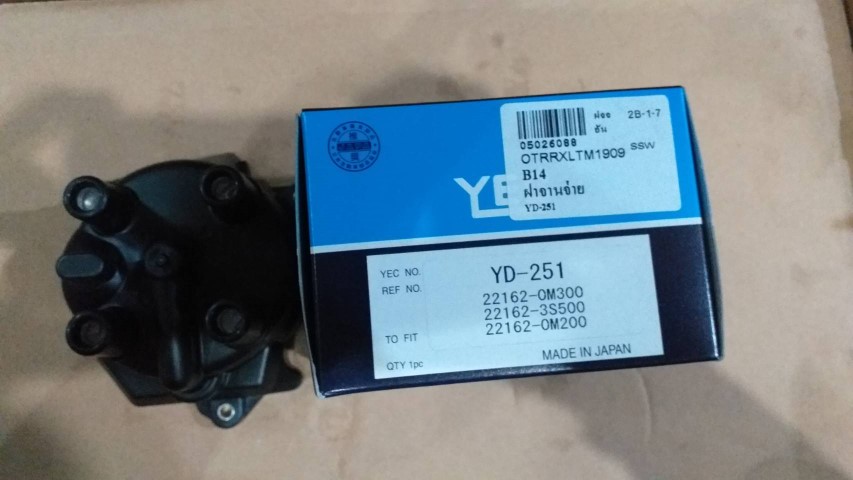 พ่อย 2B-1-7
อัน
05026088
OTRRXLTM1909 SSW
B14
ฝาจานจ่าย
YD-251
YE
YEC NO. YD-251
REF NO. 22162-0M300
22162-3S500
22162-0M200
TO FIT
QTY 1pc MADE IN JAPAN